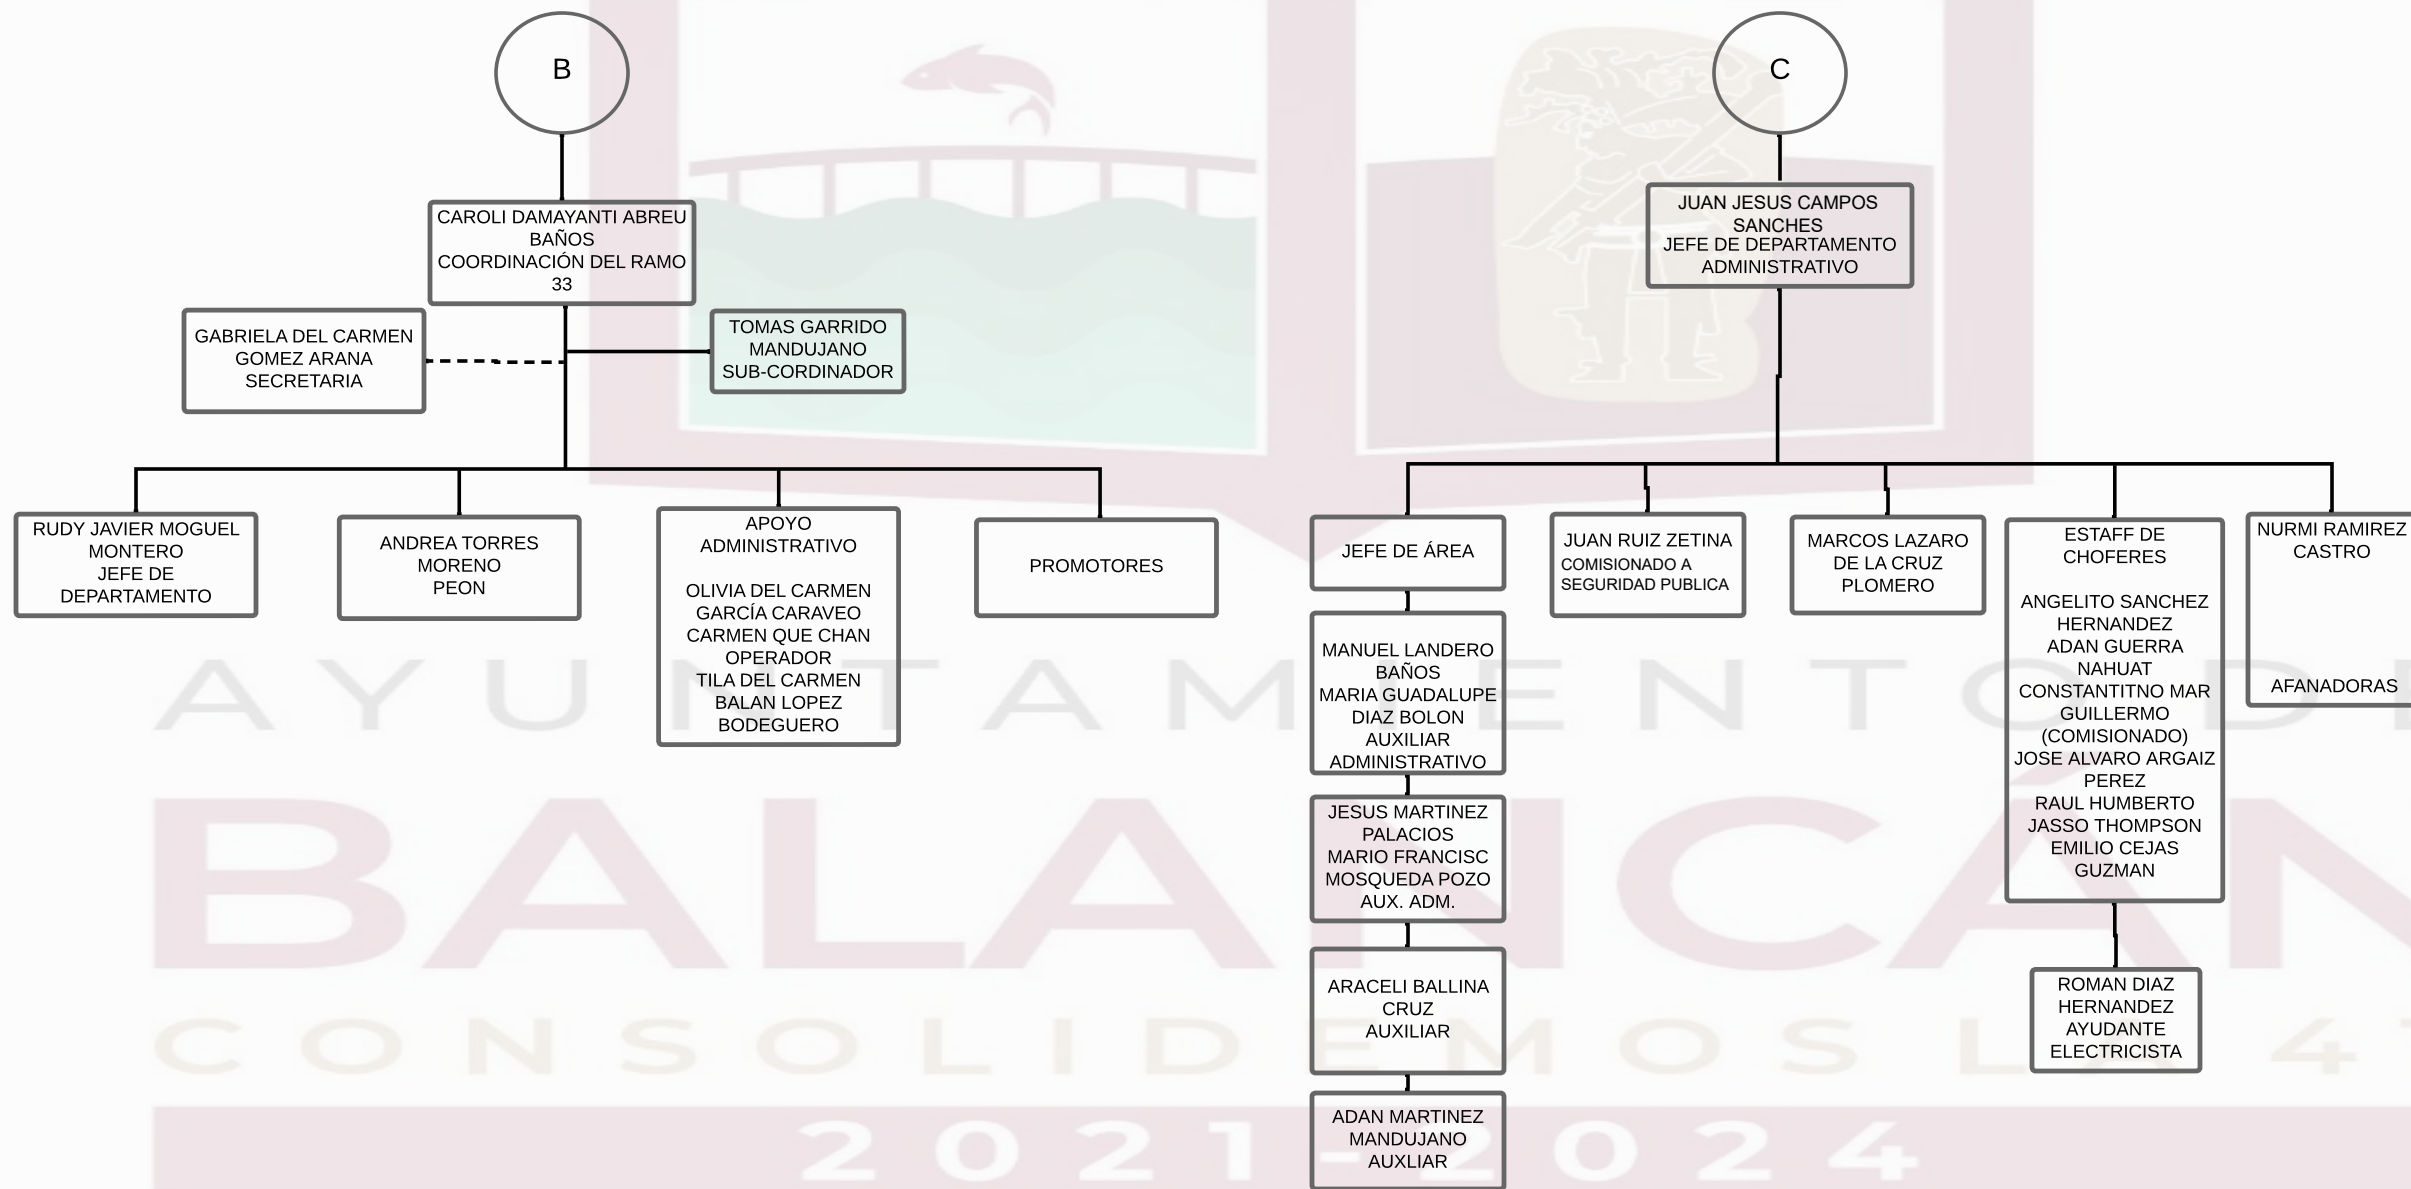 B
CAROLI DAMAYANTI ABREU
BAÑOS
COORDINACIÓN DEL RAMO
33
GABRIELA DEL CARMEN
GOMEZ ARANA
SECRETARIA
TOMAS GARRIDO
MANDUJANO
SUB-CORDINADOR
RUDY JAVIER MOGUEL
MONTERO
JEFE DE
DEPARTAMENTO
ANDREA TORRES
MORENO
PEON
APOYO
ADMINISTRATIVO
OLIVIA DEL CARMEN
GARCÍA CARAVEO
CARMEN QUE CHAN
OPERADOR
TILA DEL CARMEN
BALAN LOPEZ
BODEGUERO
PROMOTORES
C
JUAN JESUS CAMPOS
SANCHES
JEFE DE DEPARTAMENTO
ADMINISTRATIVO
JEFE DE ÁREA
MANUEL LANDERO
BAÑOS
MARIA GUADALUPE
DIAZ BOLON
AUXILIAR
ADMINISTRATIVO
JESUS MARTINEZ
PALACIOS
MARIO FRANCISC
MOSQUEDA POZO
AUX. ADM.
ARACELI BALLINA
CRUZ
AUXILIAR
ADAN MARTINEZ
MANDUJANO
AUXLIAR
JUAN RUIZ ZETINA
COMISIONADO A
SEGURIDAD PUBLICA
MARCOS LAZARO
DE LA CRUZ
PLOMERO
ESTAFF DE
CHOFERES
ANGELITO SANCHEZ
HERNANDEZ
ADAN GUERRA
NAHUAT
CONSTANTITNO MAR
GUILLERMO
(COMISIONADO)
JOSE ALVARO ARGAIZ
PEREZ
RAUL HUMBERTO
JASSO THOMPSON
EMILIO CEJAS
GUZMAN
ROMAN DIAZ
HERNANDEZ
AYUDANTE
ELECTRICISTA
NURMI RAMIREZ
CASTRO
AFANADORAS
AYUNTAMIENTO D
BALANCÁN
CONSOLIDEMOS LA 4
2021-2024